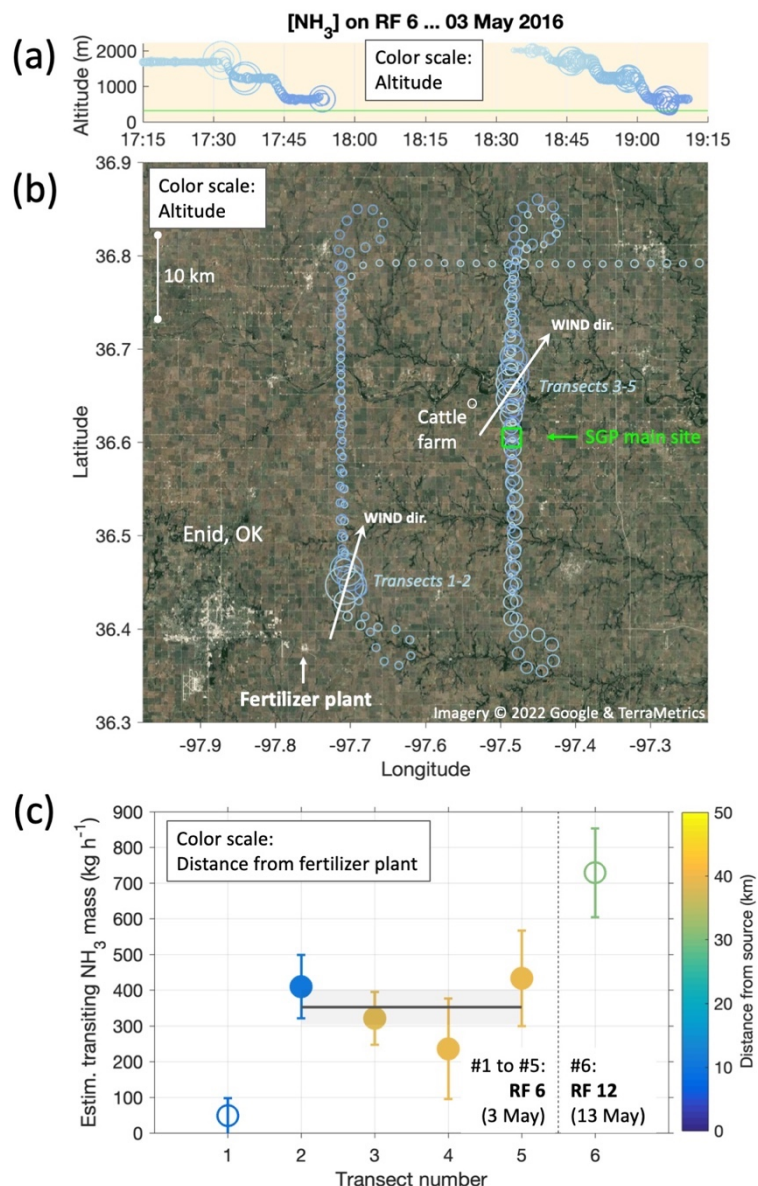 [NH3] on RF 6 ... 03 May 2016
(a)
Altitude (m)
2000
1000
0
Color scale:
Altitude
17:15 17:30 17:45 18:00 18:15 18:30 18:45 19:00 19:15
(b)
Latitude
36.9
36.8
36.7
36.6
36.5
36.4
36.3
Color scale:
Altitude
10 km
WIND dir.
Transects 3-5
Cattle
farm
SGP main site
Enid, OK
WIND dir.
Transects 1-2
Fertilizer plant
Imagery © 2022 Google & TerraMetrics
-97.9 -97.8 -97.7 -97.6 -97.5 -97.4 -97.3
Longitude
(c)
Estim. transiting NH3 mass (kg h⁻¹)
900
800
700
600
500
400
300
200
100
0
Color scale:
Distance from fertilizer plant
#1 to #5:
RF 6
(3 May)
#6:
RF 12
(13 May)
1 2 3 4 5 6
Transect number
50
40
30
20
10
0
Distance from source (km)